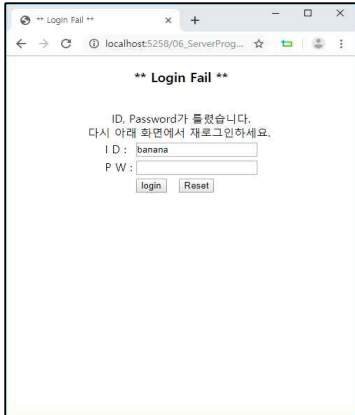 ** Login Fail **
localhost:5258/06_ServerProg...
** Login Fail **
ID, Password가 틀렸습니다.
다시 아래 화면에서 재로그인하세요.
I D : banana
P W :
login Reset